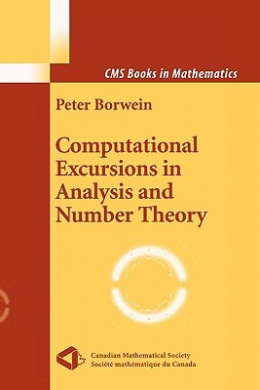 CMS Books in Mathematics
Peter Borwein
Computational
Excursions in
Analysis and
Number Theory
Canadian Mathematical Society
Société mathématique du Canada